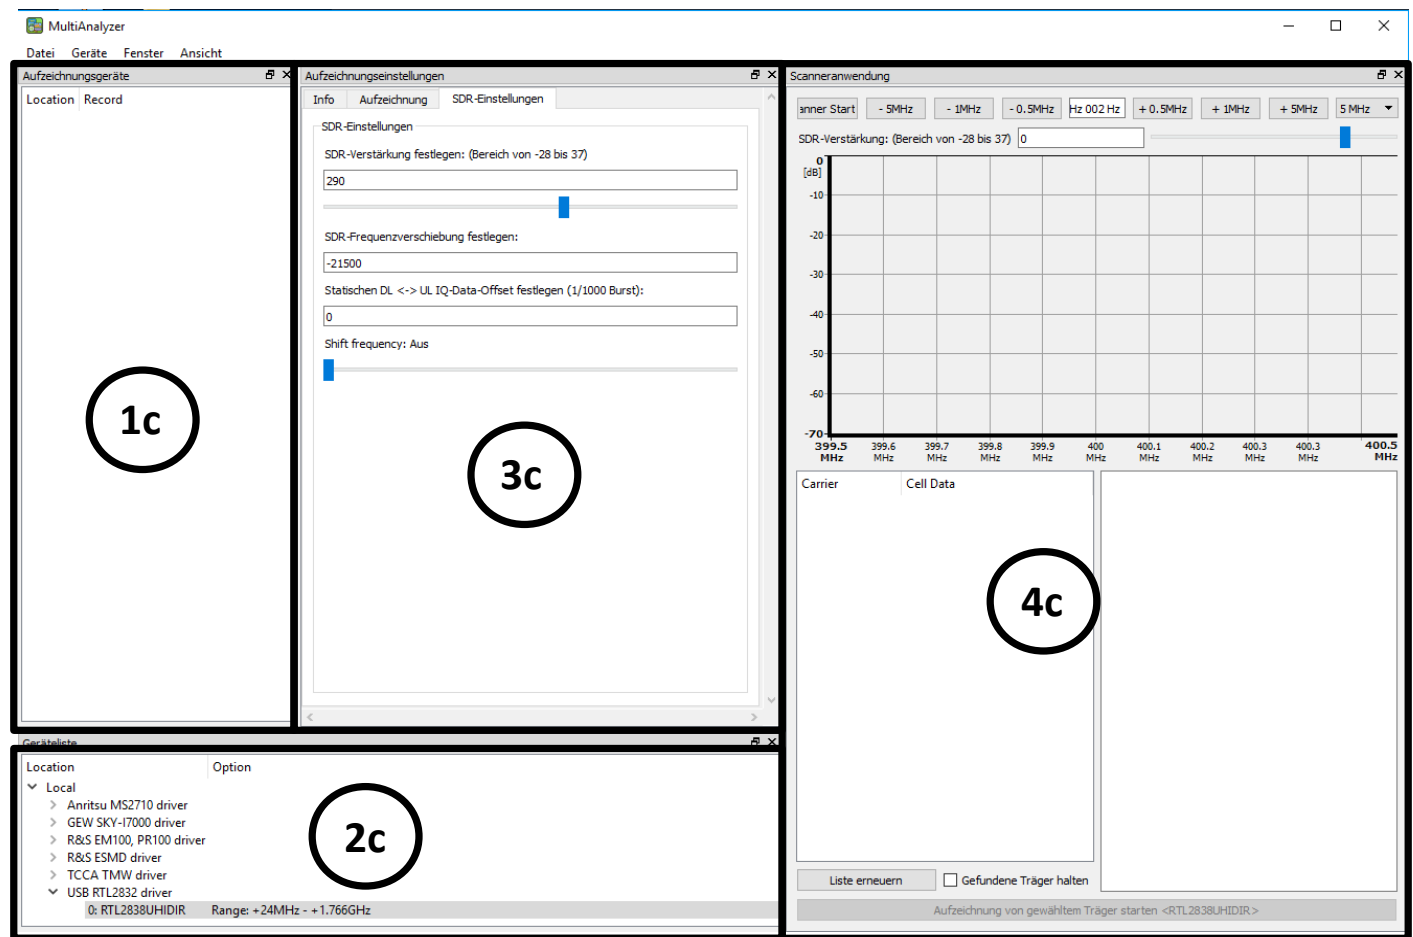 MultiAnalyzer
Datei Geräte Fenster Ansicht
Aufzeichnungsgeräte
Location Record
1c
Aufzeichnungseinstellungen
Info Aufzeichnung SDR-Einstellungen
SDR-Einstellungen
SDR-Verstärkung festlegen: (Bereich von -28 bis 37)
290
SDR-Frequenzverschiebung festlegen:
-21500
Statischen DL <-> UL IQ-Data-Offset festlegen (1/1000 Burst):
0
Shift frequency: Aus
3c
Scanneranwendung
anner Start - 5MHz - 1MHz - 0.5MHz Hz 002 Hz + 0.5MHz + 1MHz + 5MHz 5 MHz
SDR-Verstärkung: (Bereich von -28 bis 37) 0
0
[dB]
-10
-20
-30
-40
-50
-60
-70
399.5 399.6 399.7 399.8 399.9 400 400.1 400.2 400.3 400.3 400.5
MHz MHz MHz MHz MHz MHz MHz MHz MHz MHz MHz
Carrier Cell Data
4c
Liste erneuern Gefundene Träger halten
Aufzeichnung von gewähltem Träger starten <RTL2838UHIDIR>
Geräteliste
Location Option
Local
Anritsu MS2710 driver
GEW SKY-I7000 driver
R&S EM100, PR100 driver
R&S ESMD driver
TCCA TMW driver
USB RTL2832 driver
0: RTL2838UHIDIR Range: +24MHz - +1.766GHz
2c